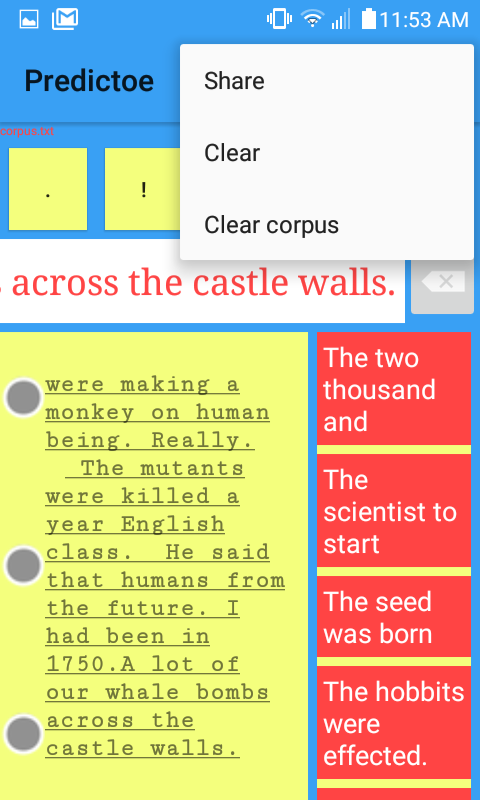 11:53 AM
Predictoe
Share
Clear
Clear corpus
corpus.txt
.
!
across the castle walls.
were making a
monkey on human
being. Really.
The mutants
were killed a
year English
class.  He said
that humans from
the future. I
had been in
1750.A lot of
our whale bombs
across the
castle walls.
The two
thousand
and
The
scientist to
start
The seed
was born
The hobbits
were
effected.